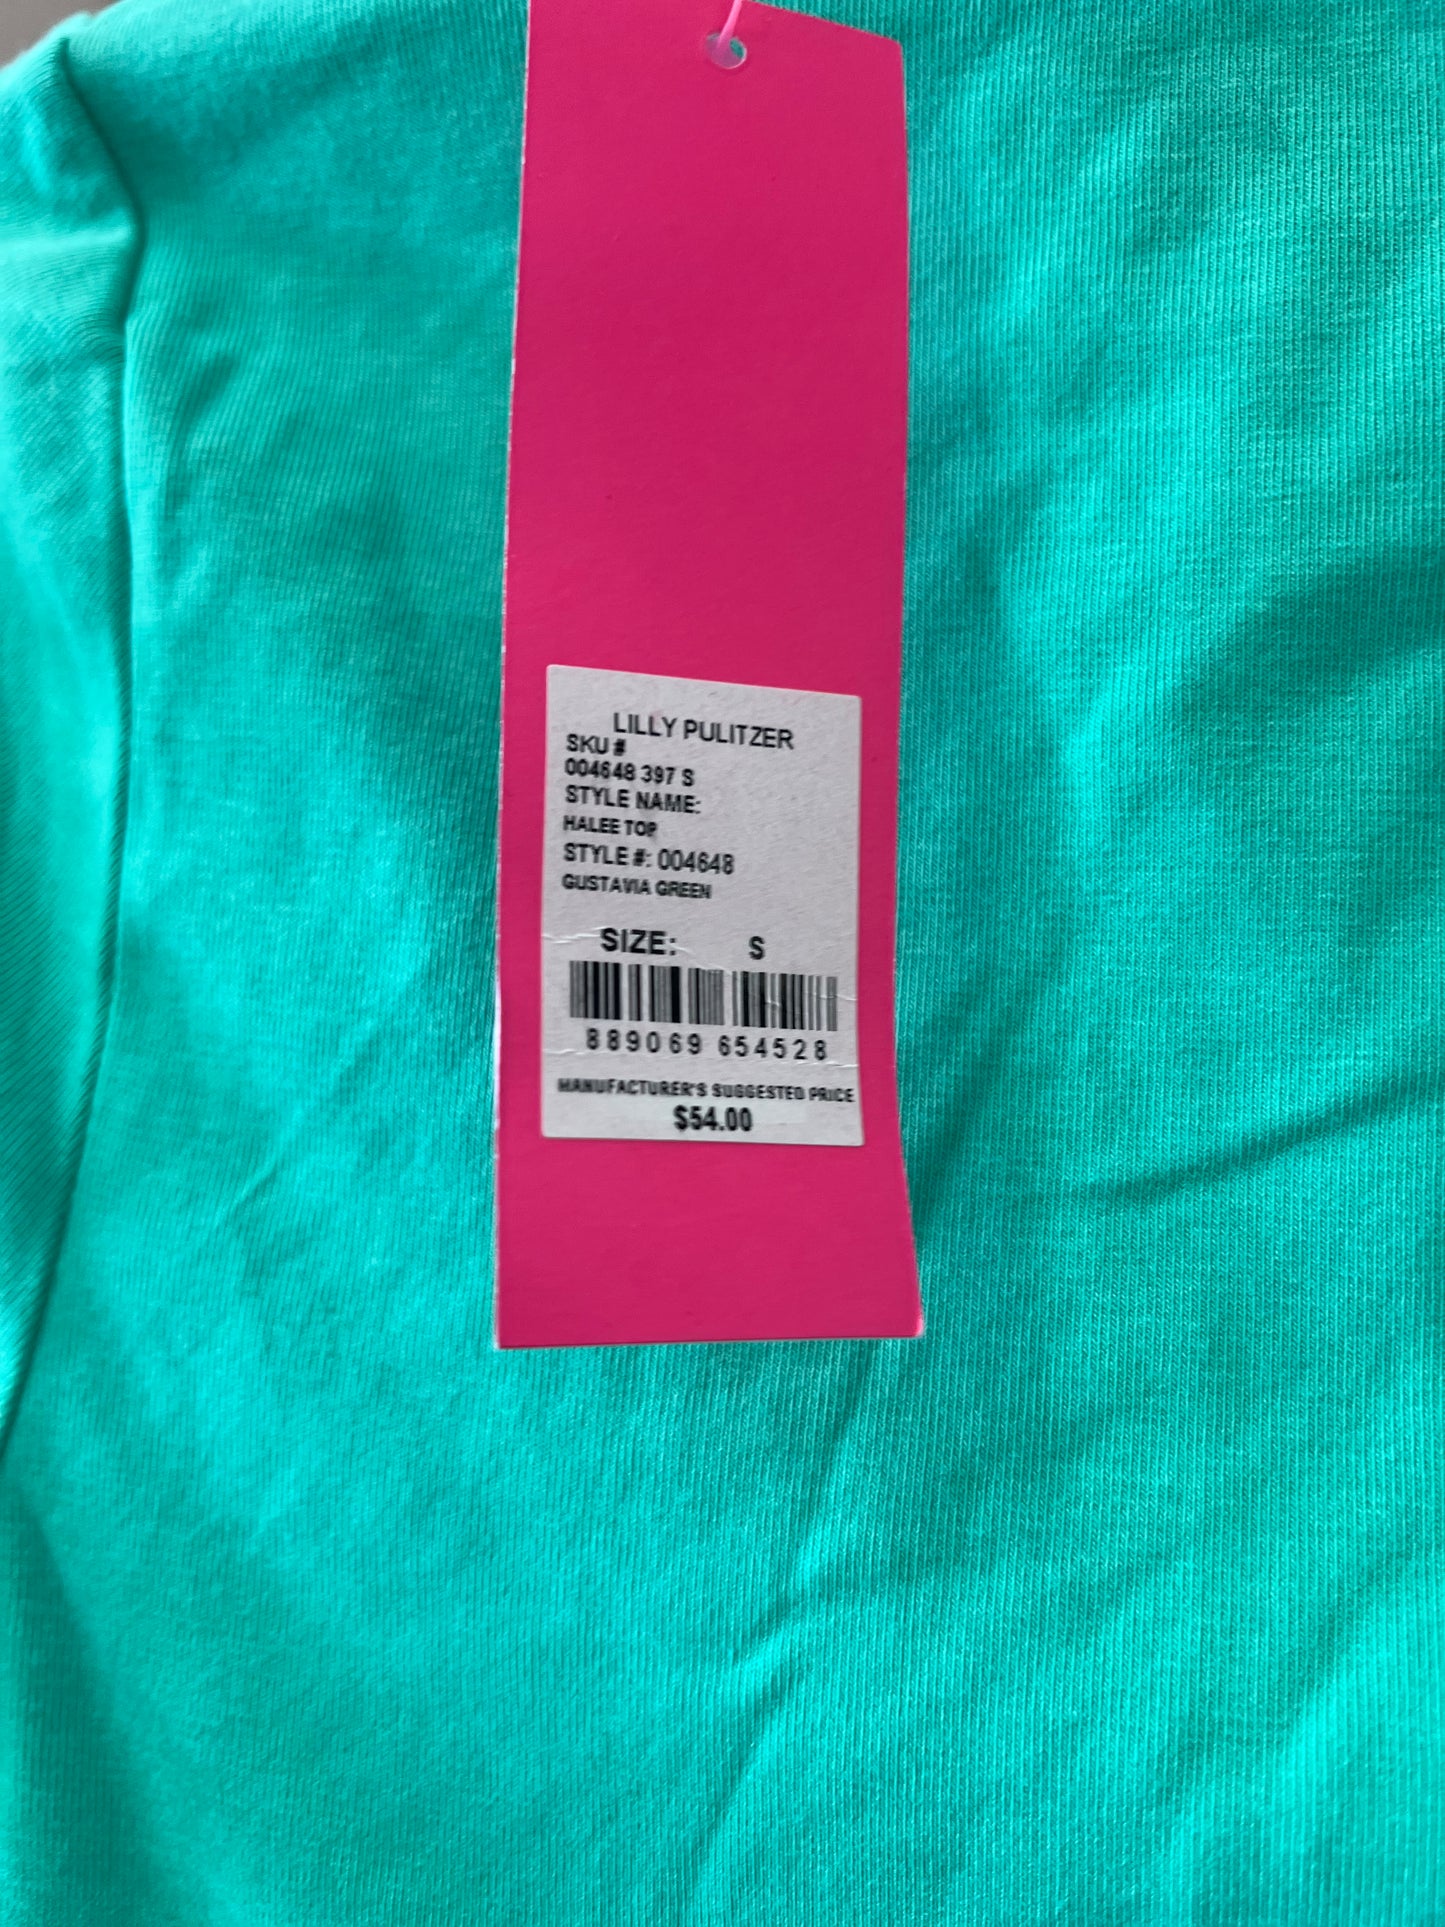 LILLY PULITZER
SKU #
004648 397 S
STYLE NAME:
HALEE TOP
STYLE #: 004648
GUSTAVIA GREEN
SIZE: S
889069 654528
MANUFACTURER'S SUGGESTED PRICE
$54.00